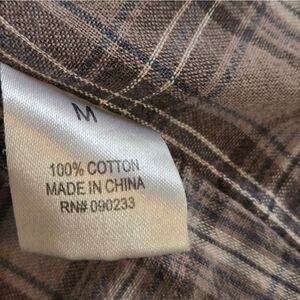 M
100% COTTON
MADE IN CHINA
RN# 090233